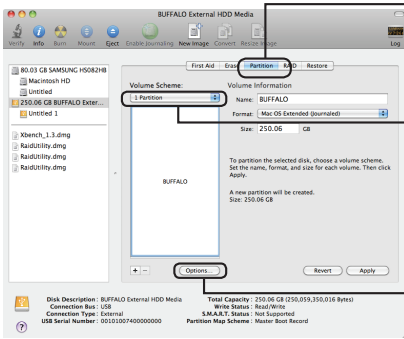 BUFFALO External HDD Media
Verify Info Burn Mount Eject Enable Journaling New Image Convert Resize Image Log
First Aid Erase Partition RAID Restore
80.03 GB SAMSUNG HS082HB
Macintosh HD
Untitled
250.06 GB BUFFALO Exter...
Untitled 1
Xbench_1.3.dmg
RaidUtility.dmg
RaidUtility.dmg
RaidUtility.dmg
Volume Scheme:
1 Partition
BUFFALO
Volume Information
Name: BUFFALO
Format: Mac OS Extended (Journaled)
Size: 250.06 GB
To partition the selected disk, choose a volume scheme.
Set the name, format, and size for each volume. Then click
Apply.
A new partition will be created.
Size: 250.06 GB
+ − Options... Revert Apply
Disk Description : BUFFALO External HDD Media
Connection Bus : USB
Connection Type : External
USB Serial Number : 00101007400000000
Total Capacity : 250.06 GB (250,059,350,016 Bytes)
Write Status : Read/Write
S.M.A.R.T. Status : Not Supported
Partition Map Scheme : Master Boot Record
?